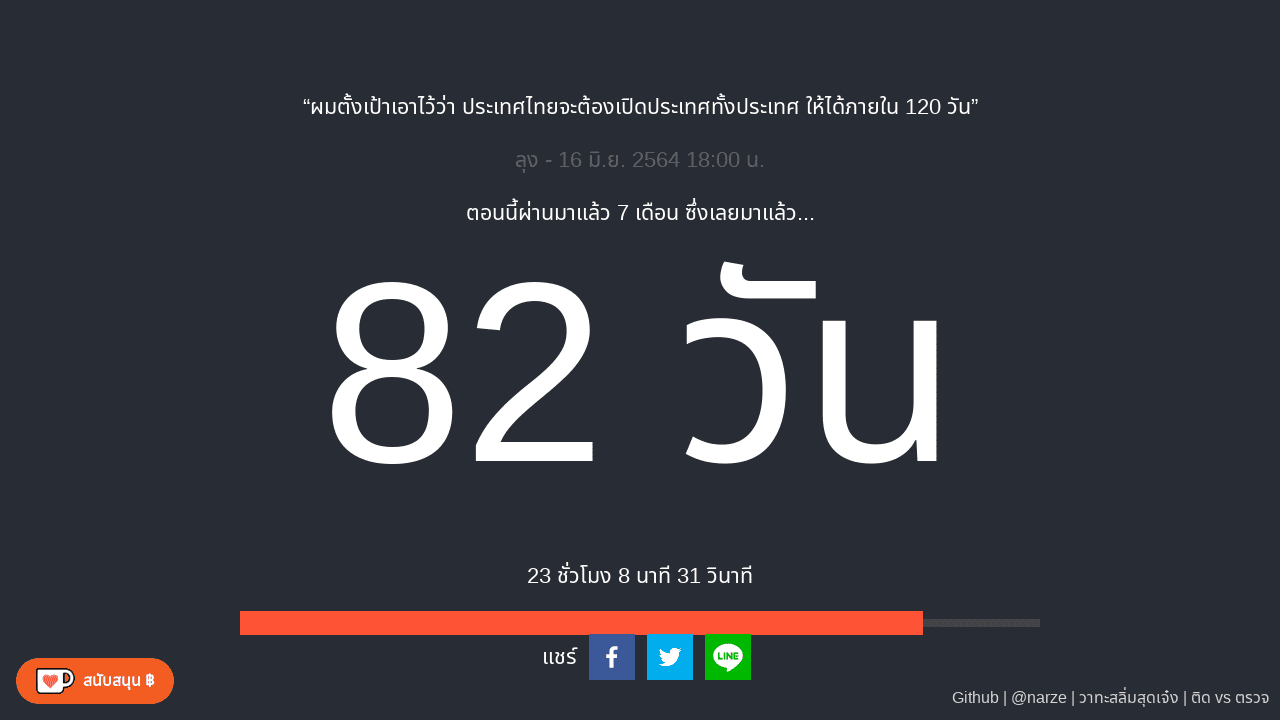 “ผมตั้งเป้าเอาไว้ว่า ประเทศไทยจะต้องเปิดประเทศทั้งประเทศ ให้ได้ภายใน 120 วัน”
ลุง - 16 มิ.ย. 2564 18:00 น.
ตอนนี้ผ่านมาแล้ว 7 เดือน ซึ่งเลยมาแล้ว...
82 วัน
23 ชั่วโมง 8 นาที 31 วินาที
แชร์
LINE
สนับสนุน ฿
Github | @narze | วาทะสลิ่มสุดเจ๋ง | ติด vs ตรวจ